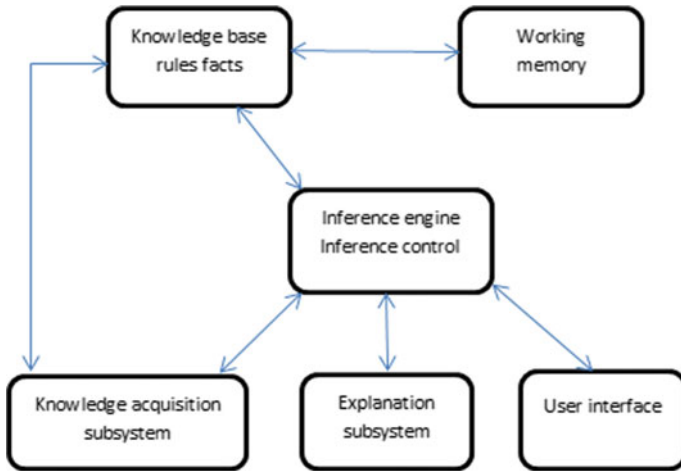 Knowledge base
rules facts
Working
memory
Inference engine
Inference control
Knowledge acquisition
subsystem
Explanation
subsystem
User interface